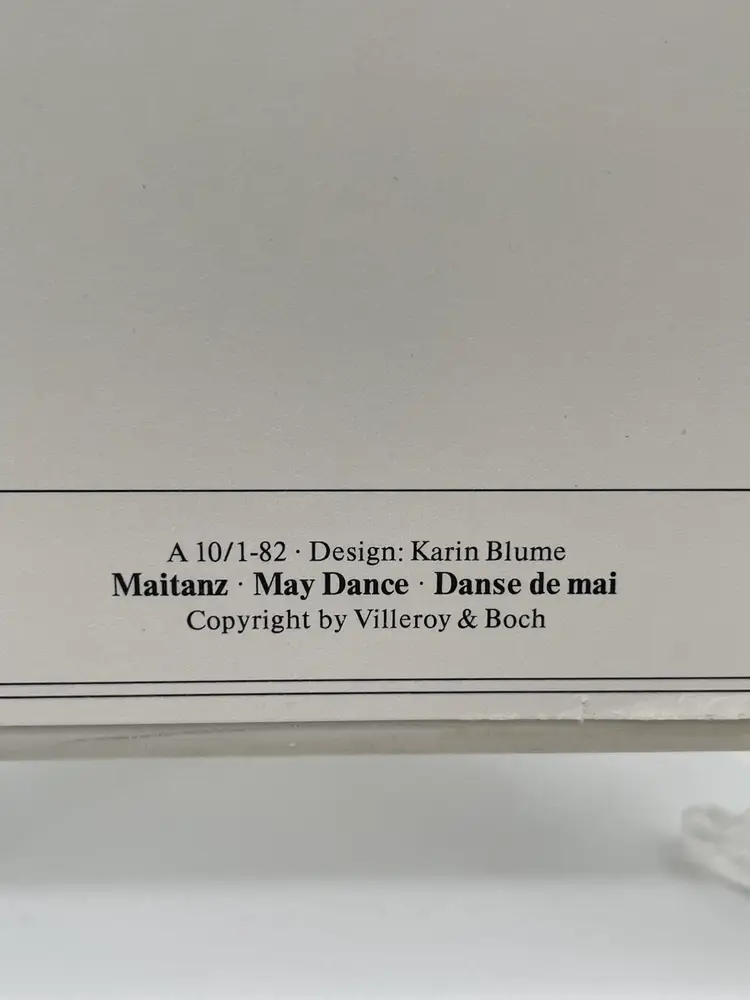 A 10/1-82 · Design: Karin Blume
Maitanz · May Dance · Danse de mai
Copyright by Villeroy & Boch